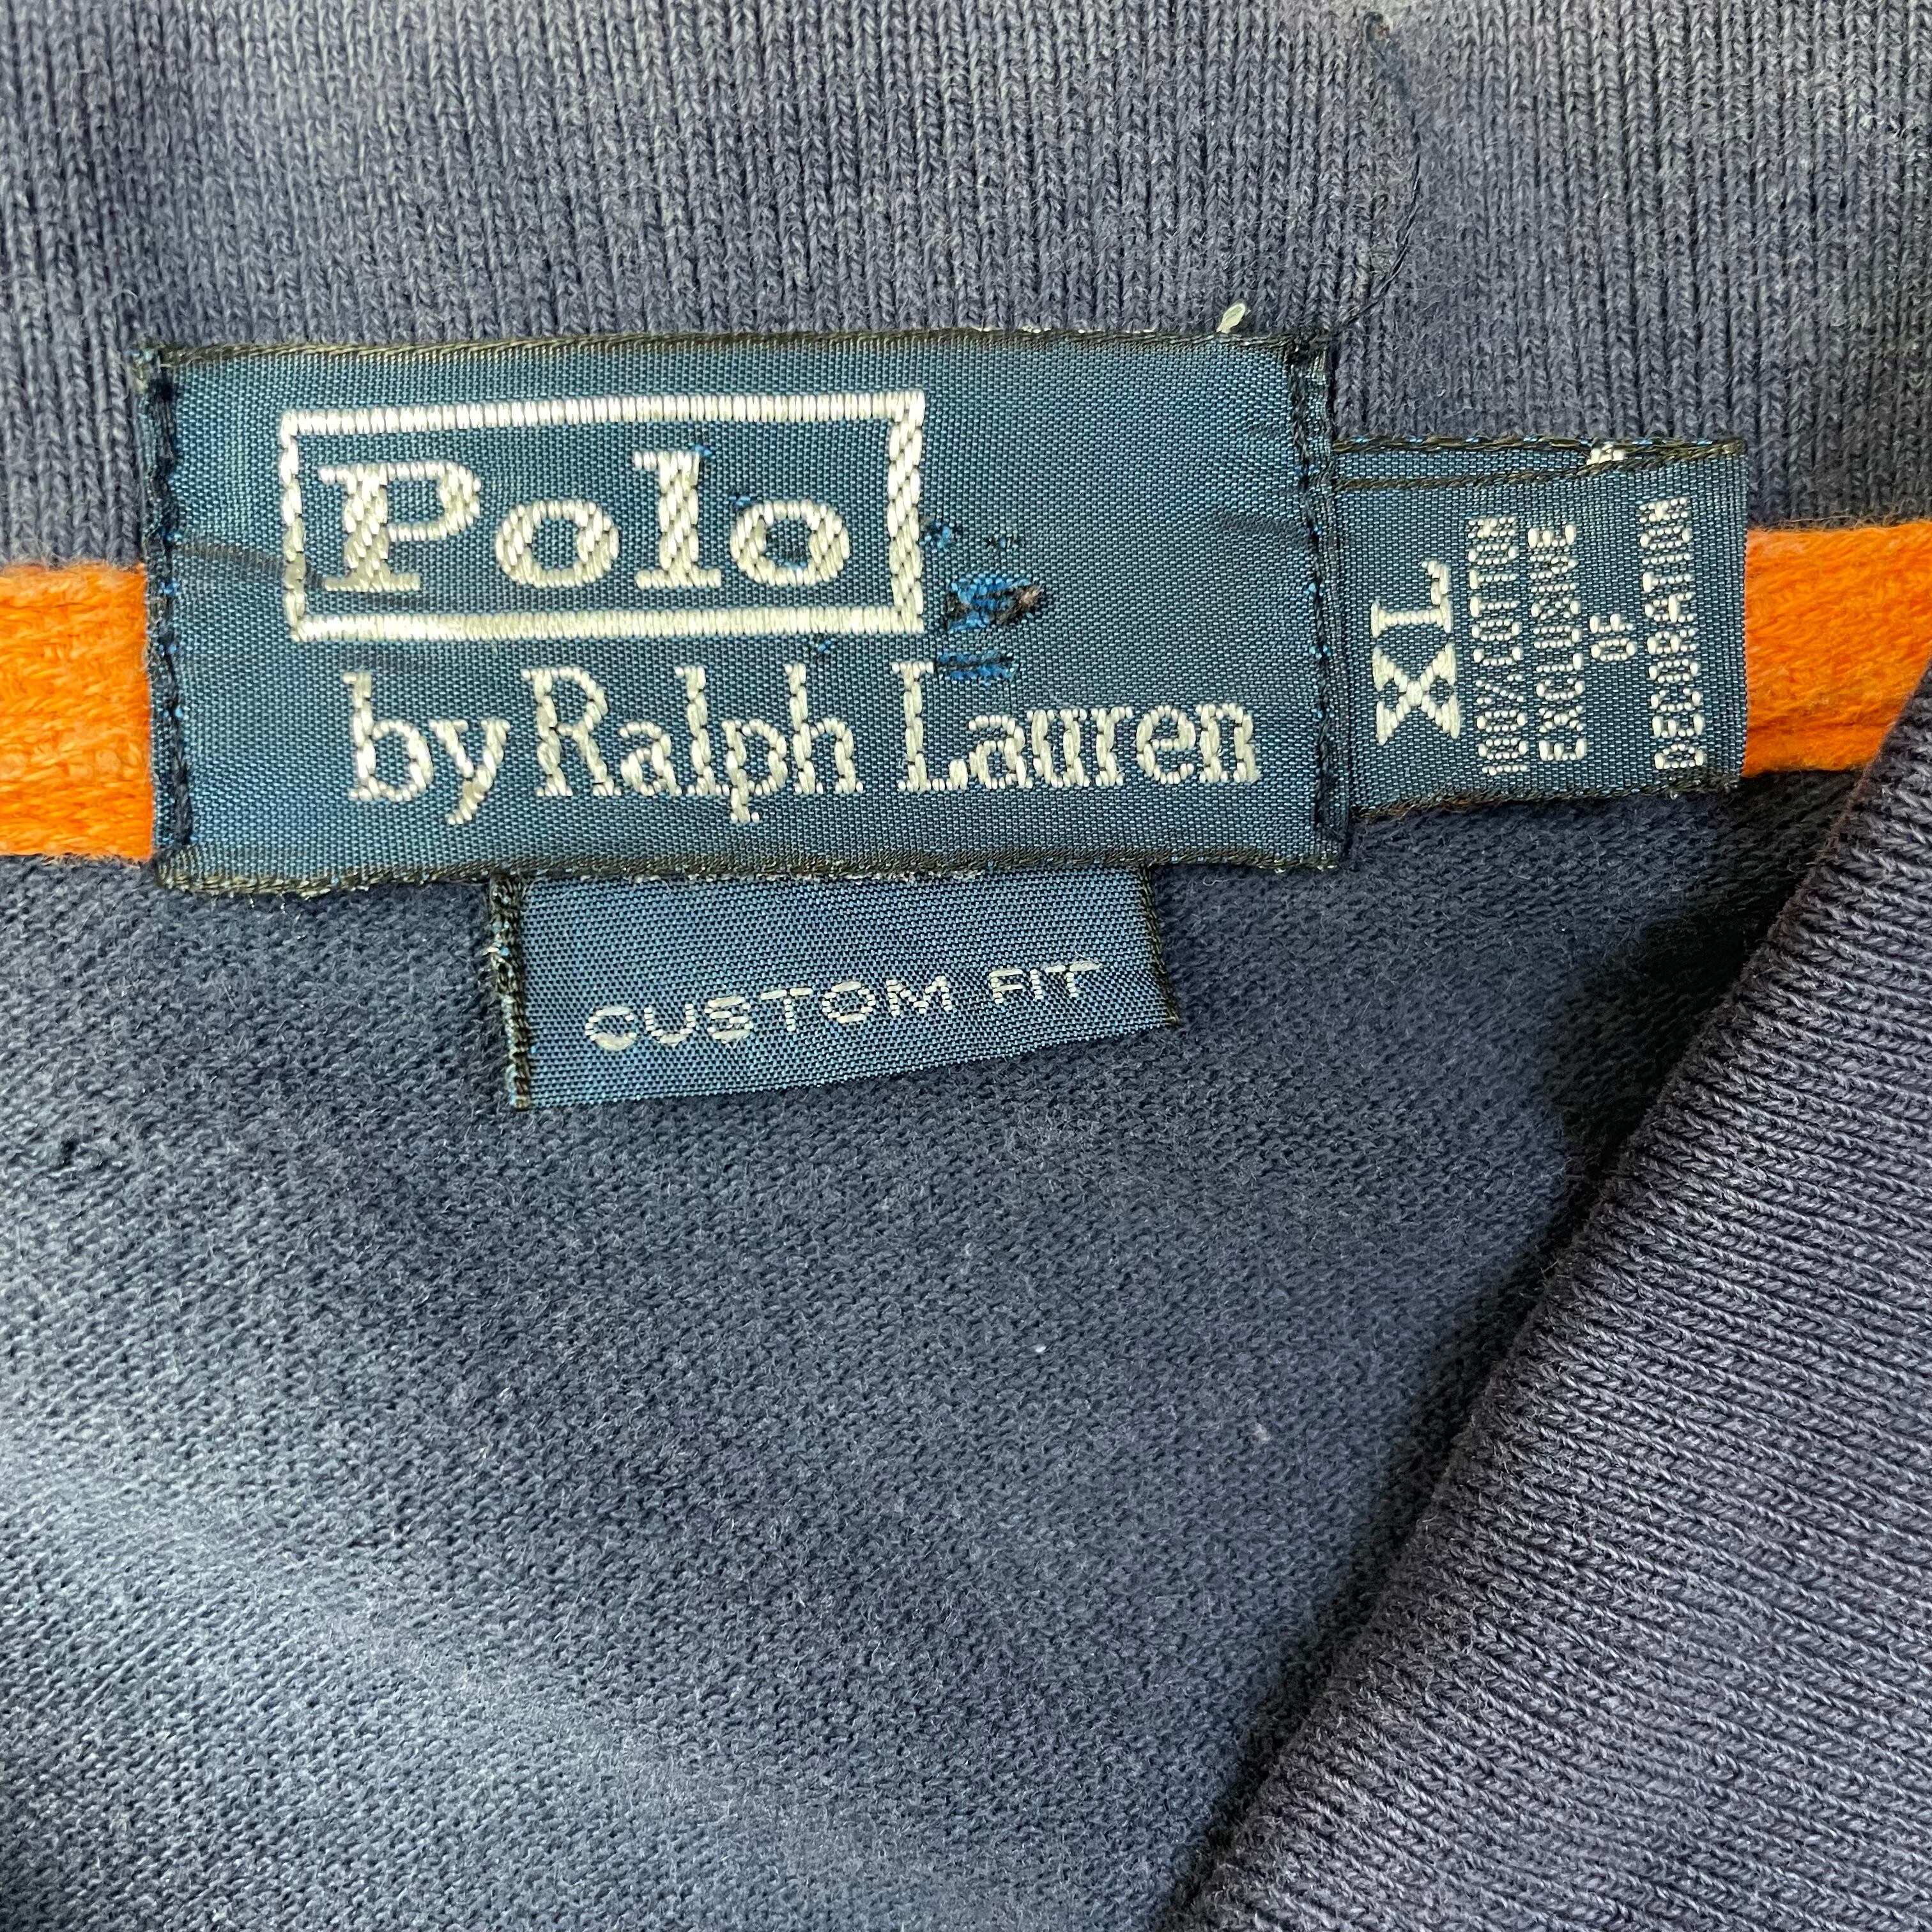 Polo
by Ralph Lauren
XL
100% COTTON
EXCLUSIVE
OF
DECORATION
CUSTOM FIT